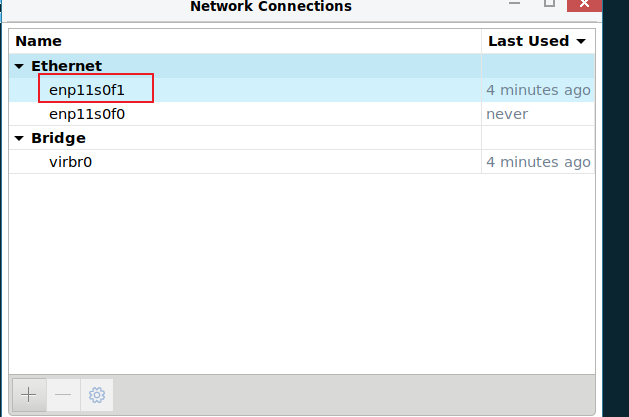 Network Connections
Name Last Used
Ethernet
enp11s0f1 4 minutes ago
enp11s0f0 never
Bridge
virbr0 4 minutes ago